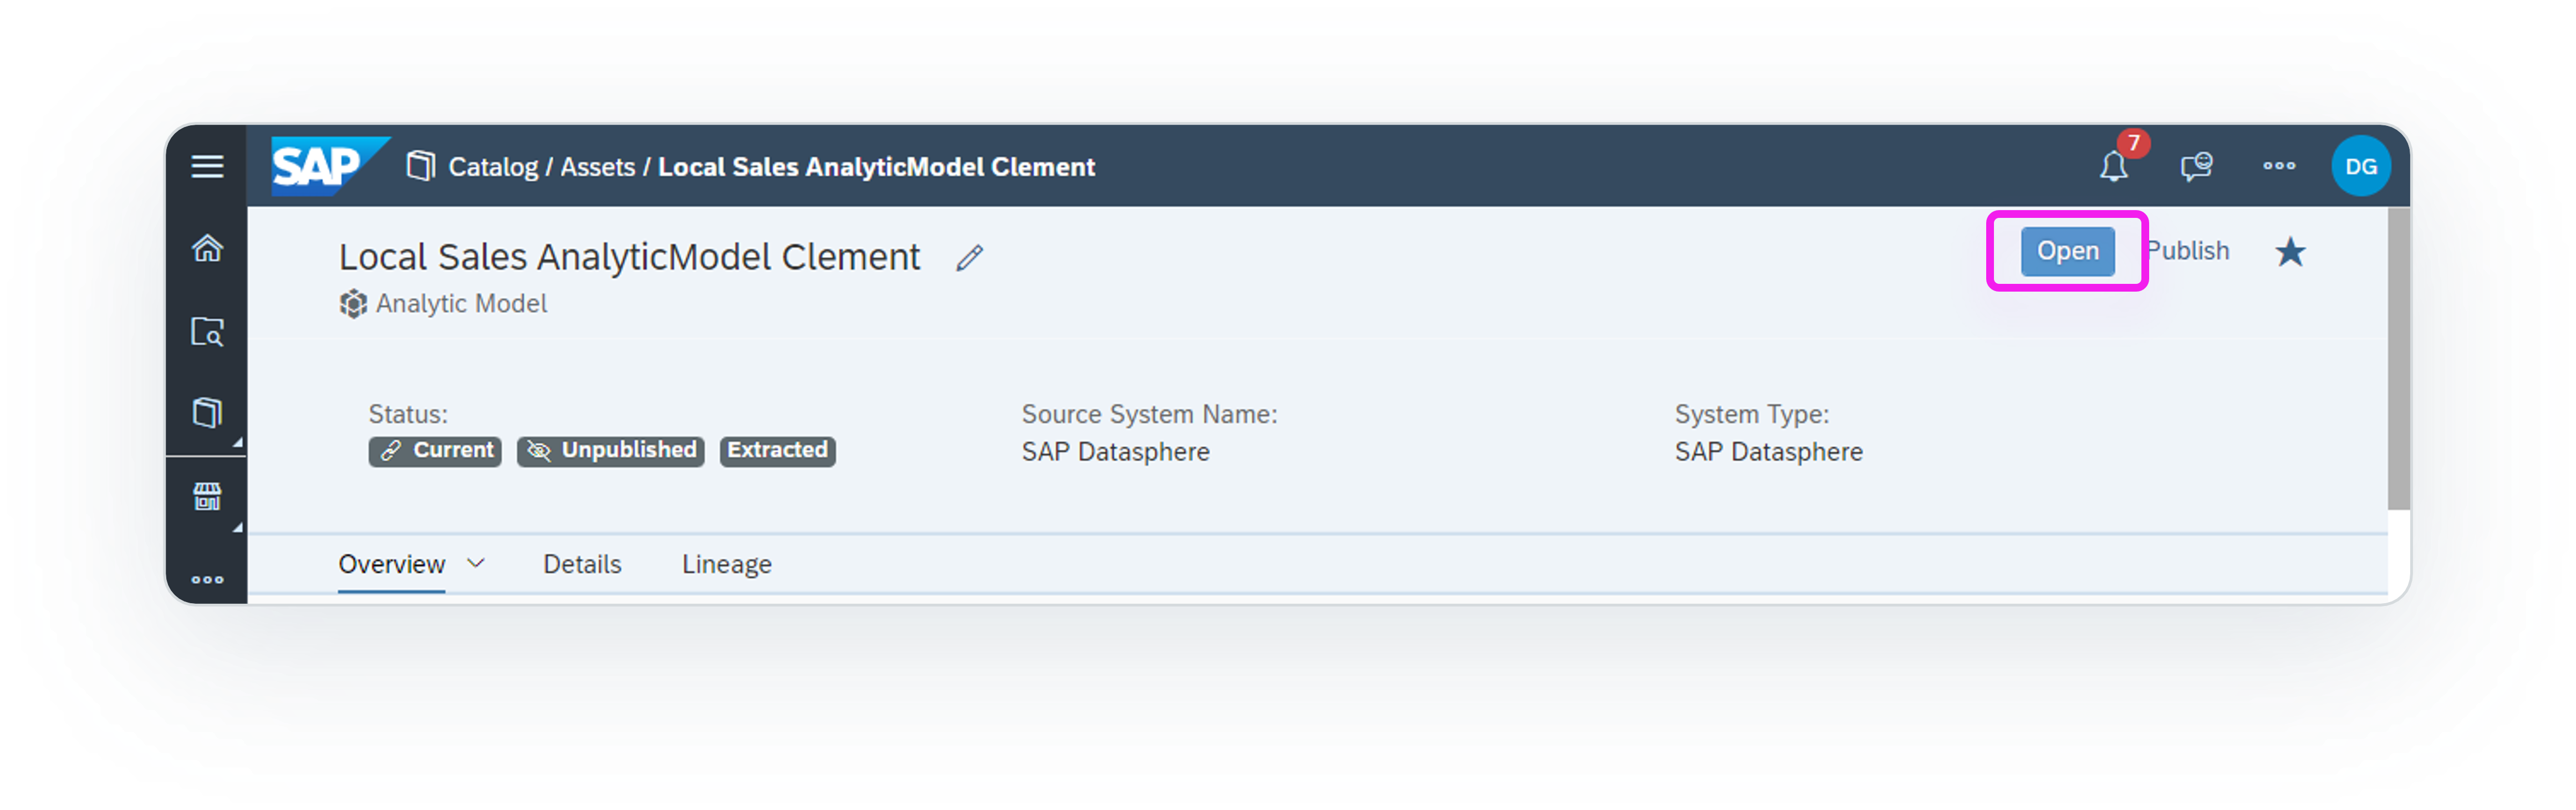 SAP Catalog / Assets / Local Sales AnalyticModel Clement 7 DG
Local Sales AnalyticModel Clement Open Publish
Analytic Model
Status: Source System Name: System Type:
Current Unpublished Extracted SAP Datasphere SAP Datasphere
Overview Details Lineage